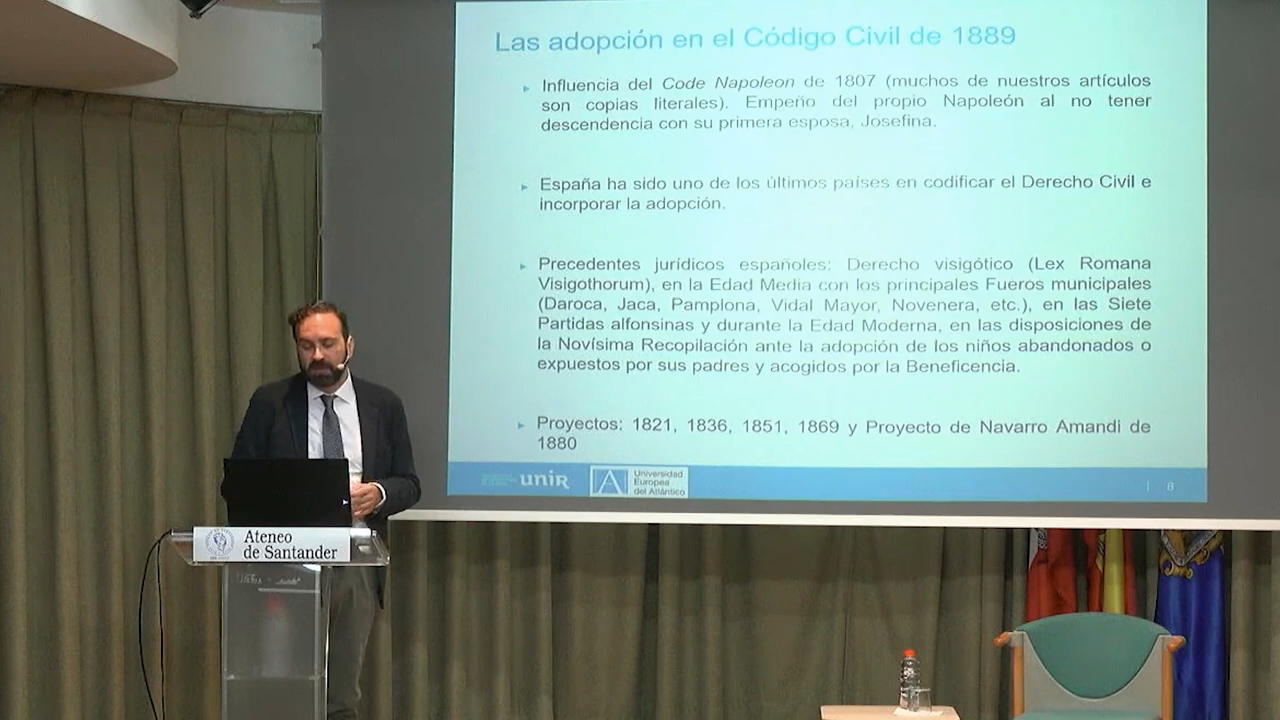 Las adopción en el Código Civil de 1889
Influencia del Code Napoleon de 1807 (muchos de nuestros artículos
son copias literales). Empeño del propio Napoleón al no tener
descendencia con su primera esposa, Josefina.
España ha sido uno de los últimos países en codificar el Derecho Civil e
incorporar la adopción.
Precedentes jurídicos españoles: Derecho visigótico (Lex Romana
Visigothorum), en la Edad Media con los principales Fueros municipales
(Daroca, Jaca, Pamplona, Vidal Mayor, Novenera, etc.), en las Siete
Partidas alfonsinas y durante la Edad Moderna, en las disposiciones de
la Novísima Recopilación ante la adopción de los niños abandonados o
expuestos por sus padres y acogidos por la Beneficencia.
Proyectos: 1821, 1836, 1851, 1869 y Proyecto de Navarro Amandi de
1880
unir
Universidad
Europea
del Atlántico
8
Ateneo
de Santander